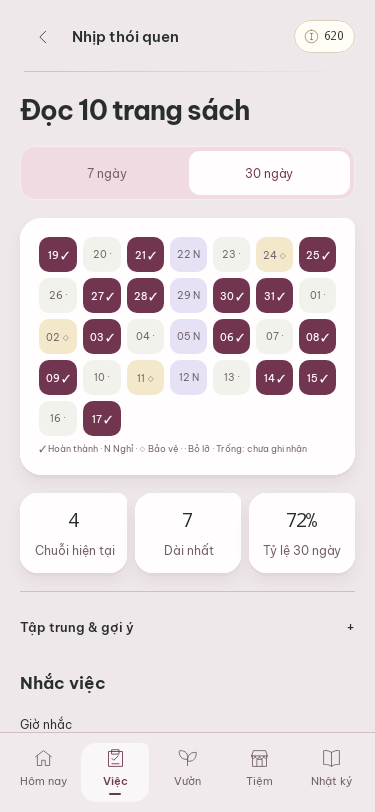 Nhịp thói quen
620
Đọc 10 trang sách
7 ngày
30 ngày
19 ✓ 20 · 21 ✓ 22 N 23 · 24 ◇ 25 ✓
26 · 27 ✓ 28 ✓ 29 N 30 ✓ 31 ✓ 01 ·
02 ◇ 03 ✓ 04 · 05 N 06 ✓ 07 · 08 ✓
09 ✓ 10 · 11 ◇ 12 N 13 · 14 ✓ 15 ✓
16 · 17 ✓
✓ Hoàn thành · N Nghỉ · ◇ Bảo vệ · · Bỏ lỡ · Trống: chưa ghi nhận
4 7 72%
Chuỗi hiện tại Dài nhất Tỷ lệ 30 ngày
Tập trung & gợi ý +
Nhắc việc
Giờ nhắc
Hôm nay Việc Vườn Tiệm Nhật ký